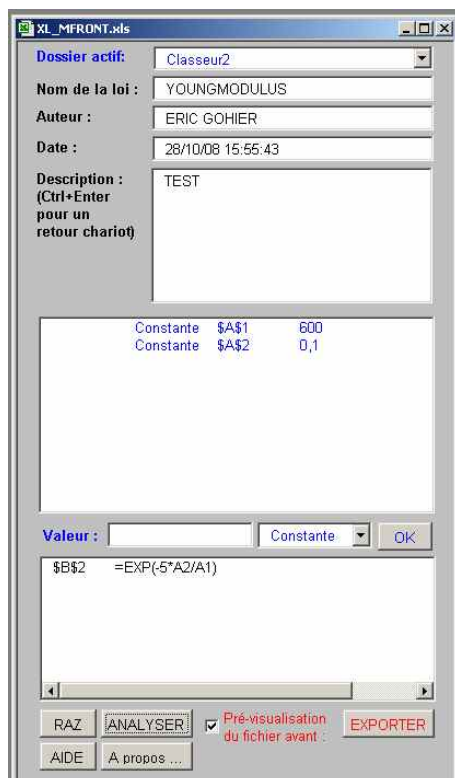 XL_MFRONT.xls
Dossier actif: Classeur2
Nom de la loi : YOUNGMODULUS
Auteur : ERIC GOHIER
Date : 28/10/08 15:55:43
Description : TEST
(Ctrl+Enter
pour un
retour chariot)
Constante $A$1 600
Constante $A$2 0,1
Valeur : Constante OK
$B$2 =EXP(-5*A2/A1)
RAZ ANALYSER Pré-visualisation EXPORTER
du fichier avant :
AIDE A propos ...